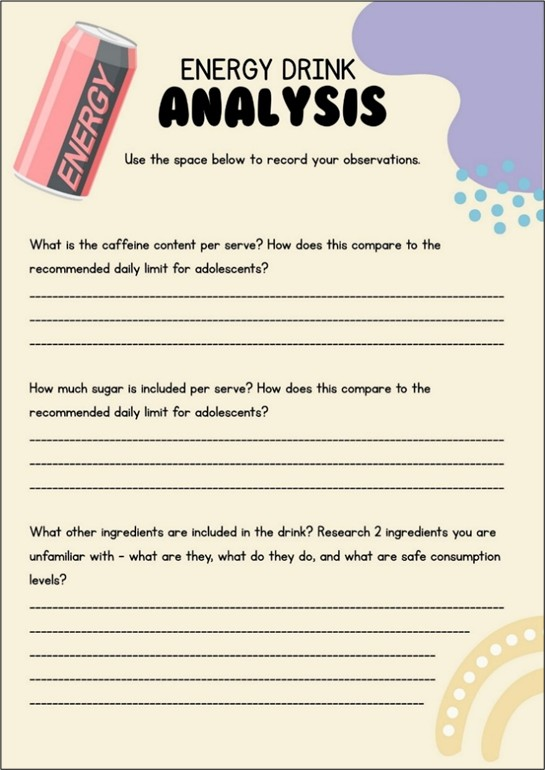 ENERGY
ENERGY DRINK
ANALYSIS
Use the space below to record your observations.
What is the caffeine content per serve? How does this compare to the
recommended daily limit for adolescents?
How much sugar is included per serve? How does this compare to the
recommended daily limit for adolescents?
What other ingredients are included in the drink? Research 2 ingredients you are
unfamiliar with - what are they, what do they do, and what are safe consumption
levels?